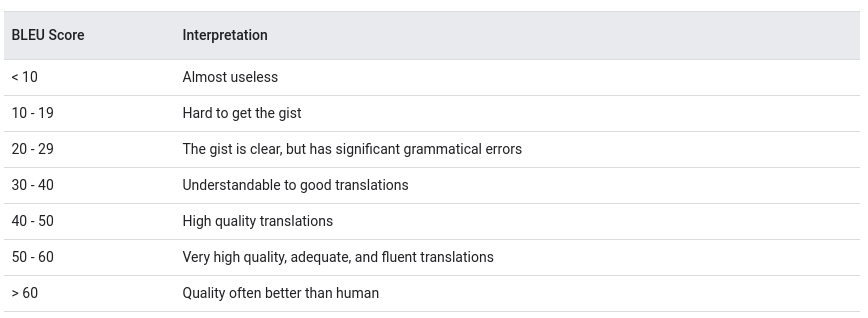 BLEU Score Interpretation
< 10 Almost useless
10 - 19 Hard to get the gist
20 - 29 The gist is clear, but has significant grammatical errors
30 - 40 Understandable to good translations
40 - 50 High quality translations
50 - 60 Very high quality, adequate, and fluent translations
> 60 Quality often better than human